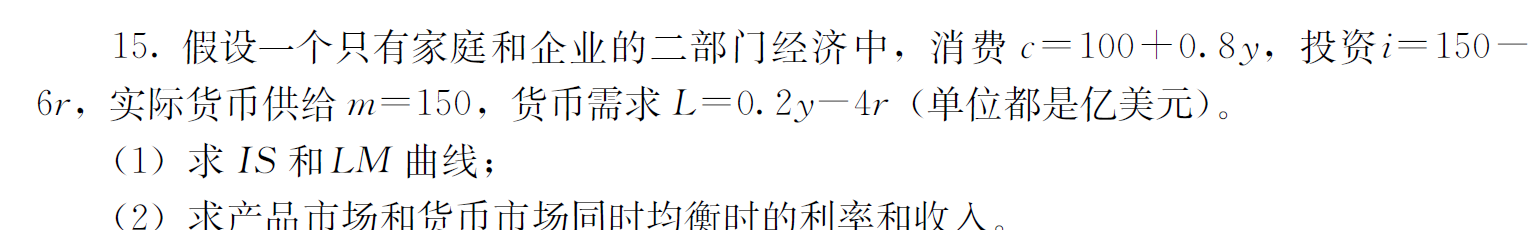 15. 假设一个只有家庭和企业的二部门经济中，消费 c=100+0.8y，投资i=150-
6r，实际货币供给 m=150，货币需求 L=0.2y-4r（单位都是亿美元）。
（1）求 IS 和LM 曲线；
（2）求产品市场和货币市场同时均衡时的利率和收入。